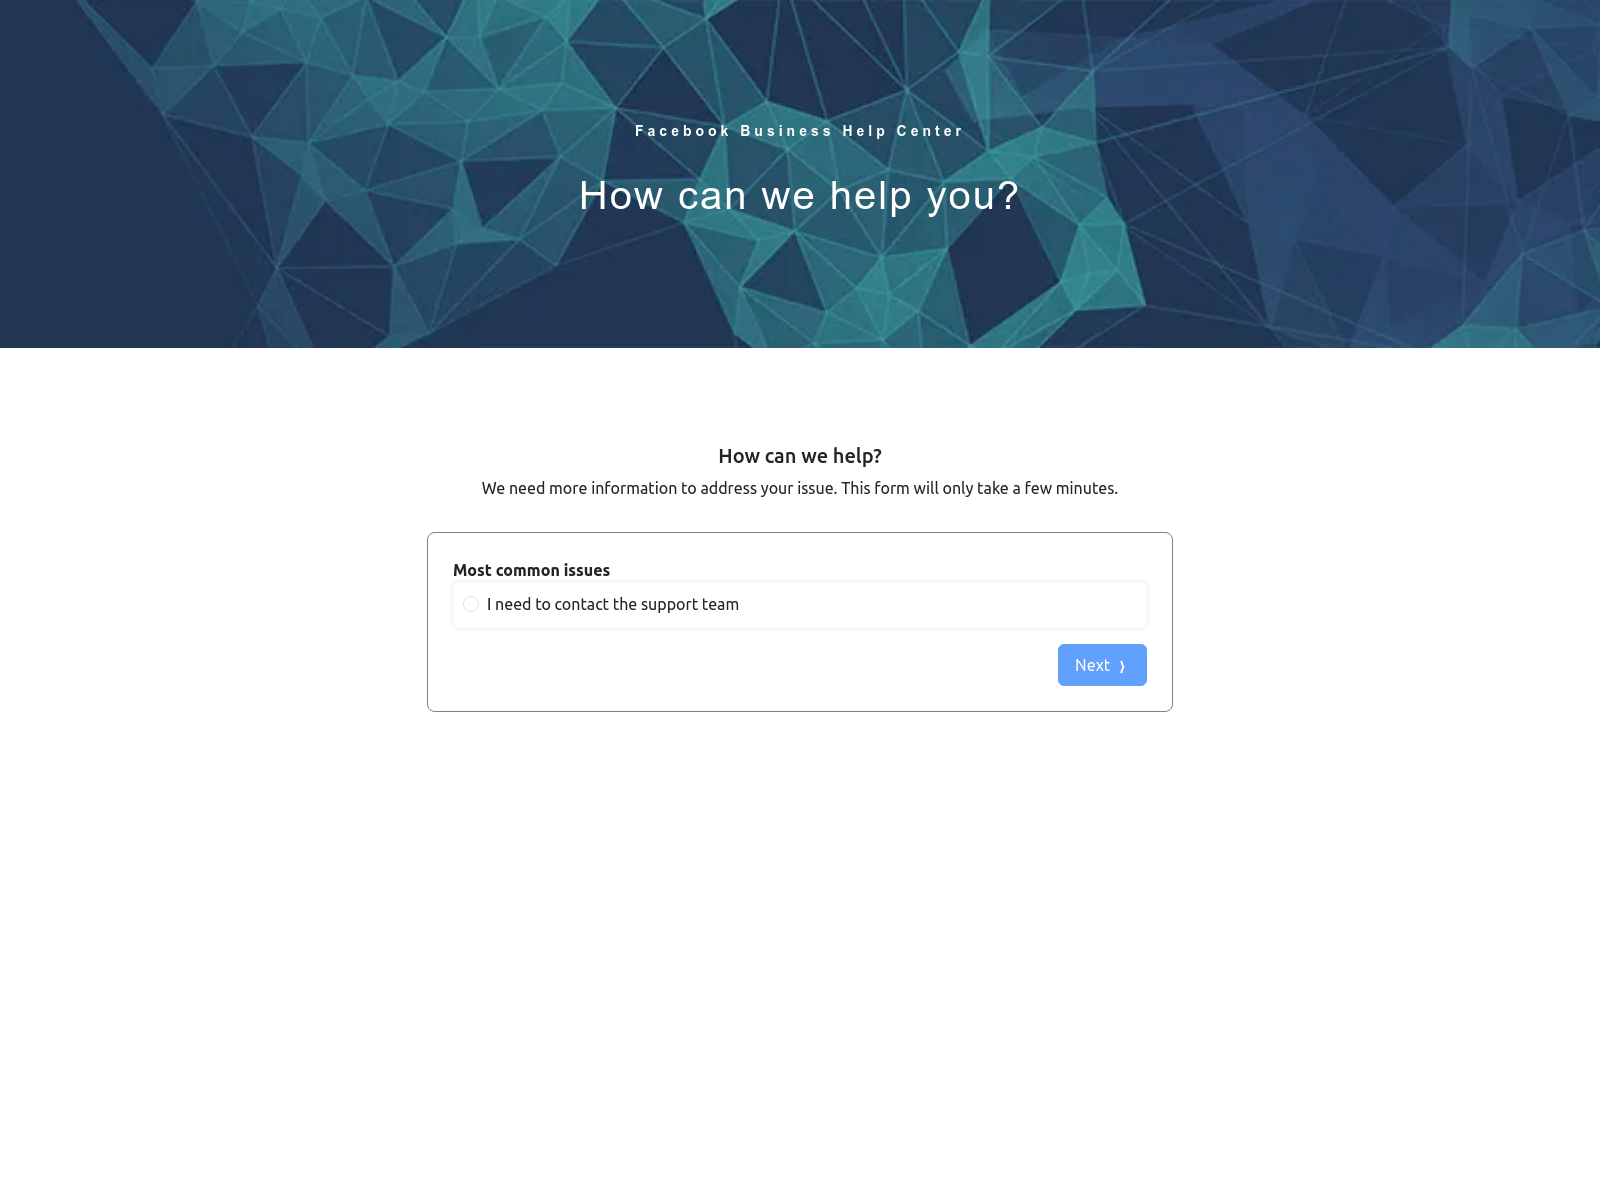 Facebook Business Help Center
How can we help you?
How can we help?
We need more information to address your issue. This form will only take a few minutes.
Most common issues
I need to contact the support team
Next ❭